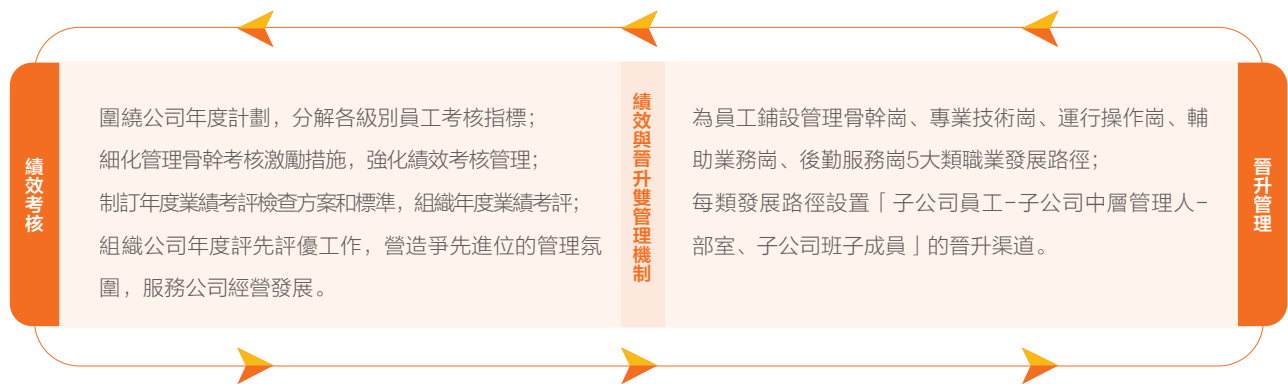 績效考核
圍繞公司年度計劃，分解各級別員工考核指標；
細化管理骨幹考核激勵措施，強化績效考核管理；
制訂年度業績考評檢查方案和標準，組織年度業績考評；
組織公司年度評先評優工作，營造爭先進位的管理氛
圍，服務公司經營發展。
績效與晉升雙管理機制
為員工鋪設管理骨幹崗、專業技術崗、運行操作崗、輔
助業務崗、後勤服務崗5大類職業發展路徑；
每類發展路徑設置「子公司員工-子公司中層管理人-
部室、子公司班子成員」的晉升渠道。
晉升管理